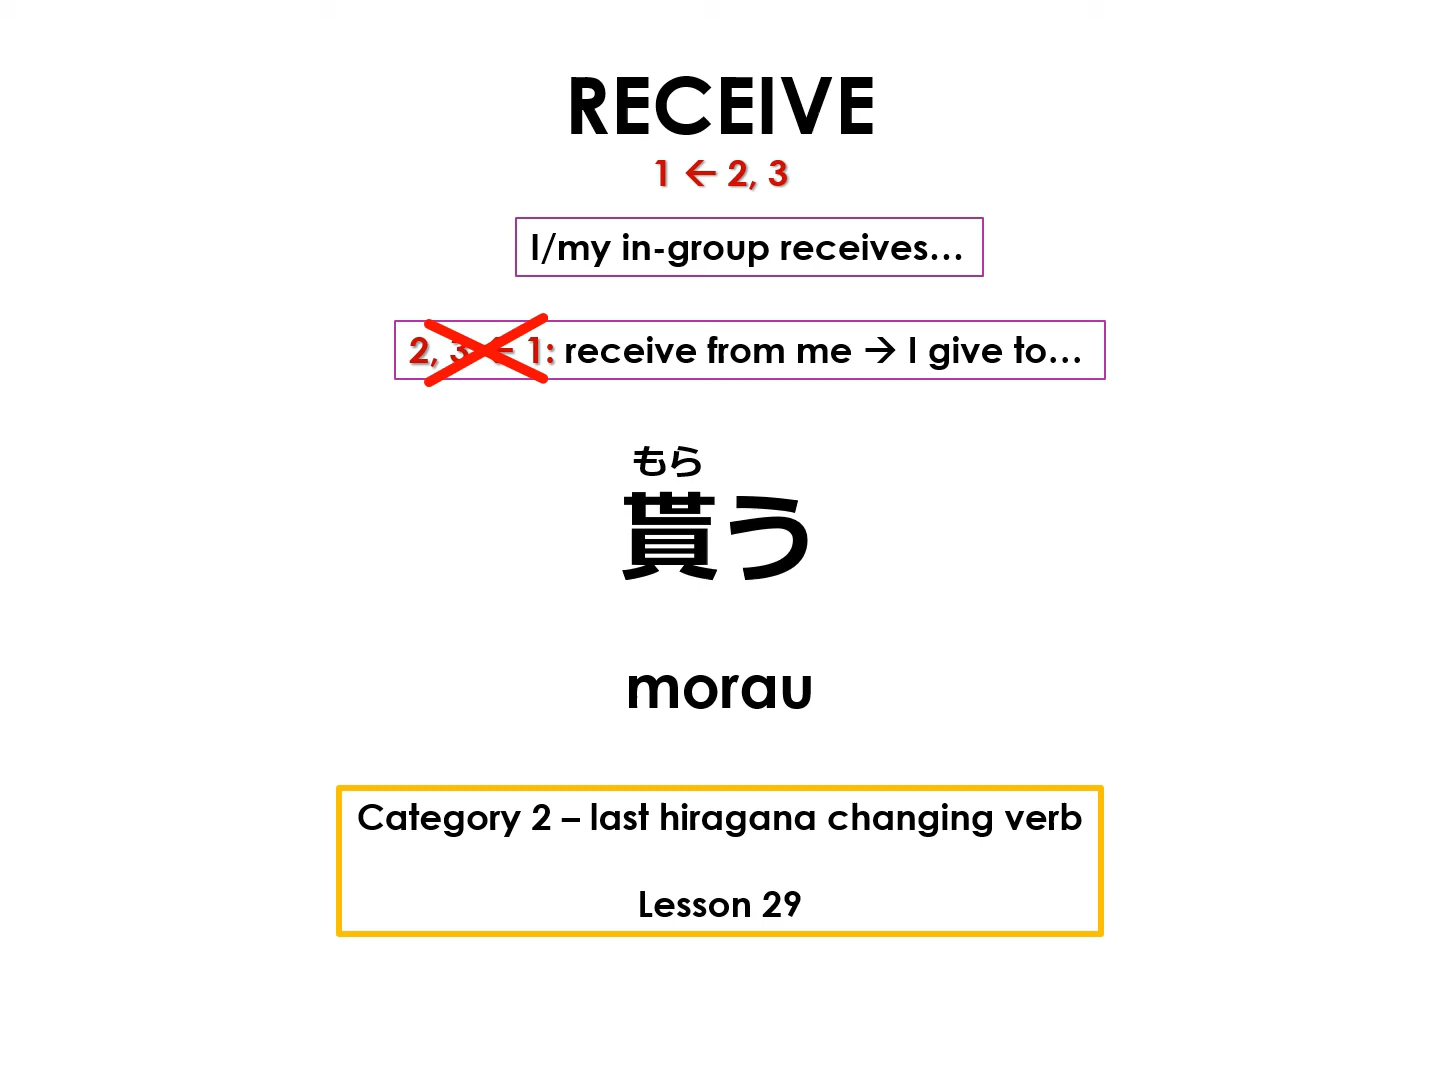 RECEIVE
1 ← 2, 3
I/my in-group receives…
2, 3 ← 1: receive from me → I give to…
もら
貰う
morau
Category 2 – last hiragana changing verb
Lesson 29